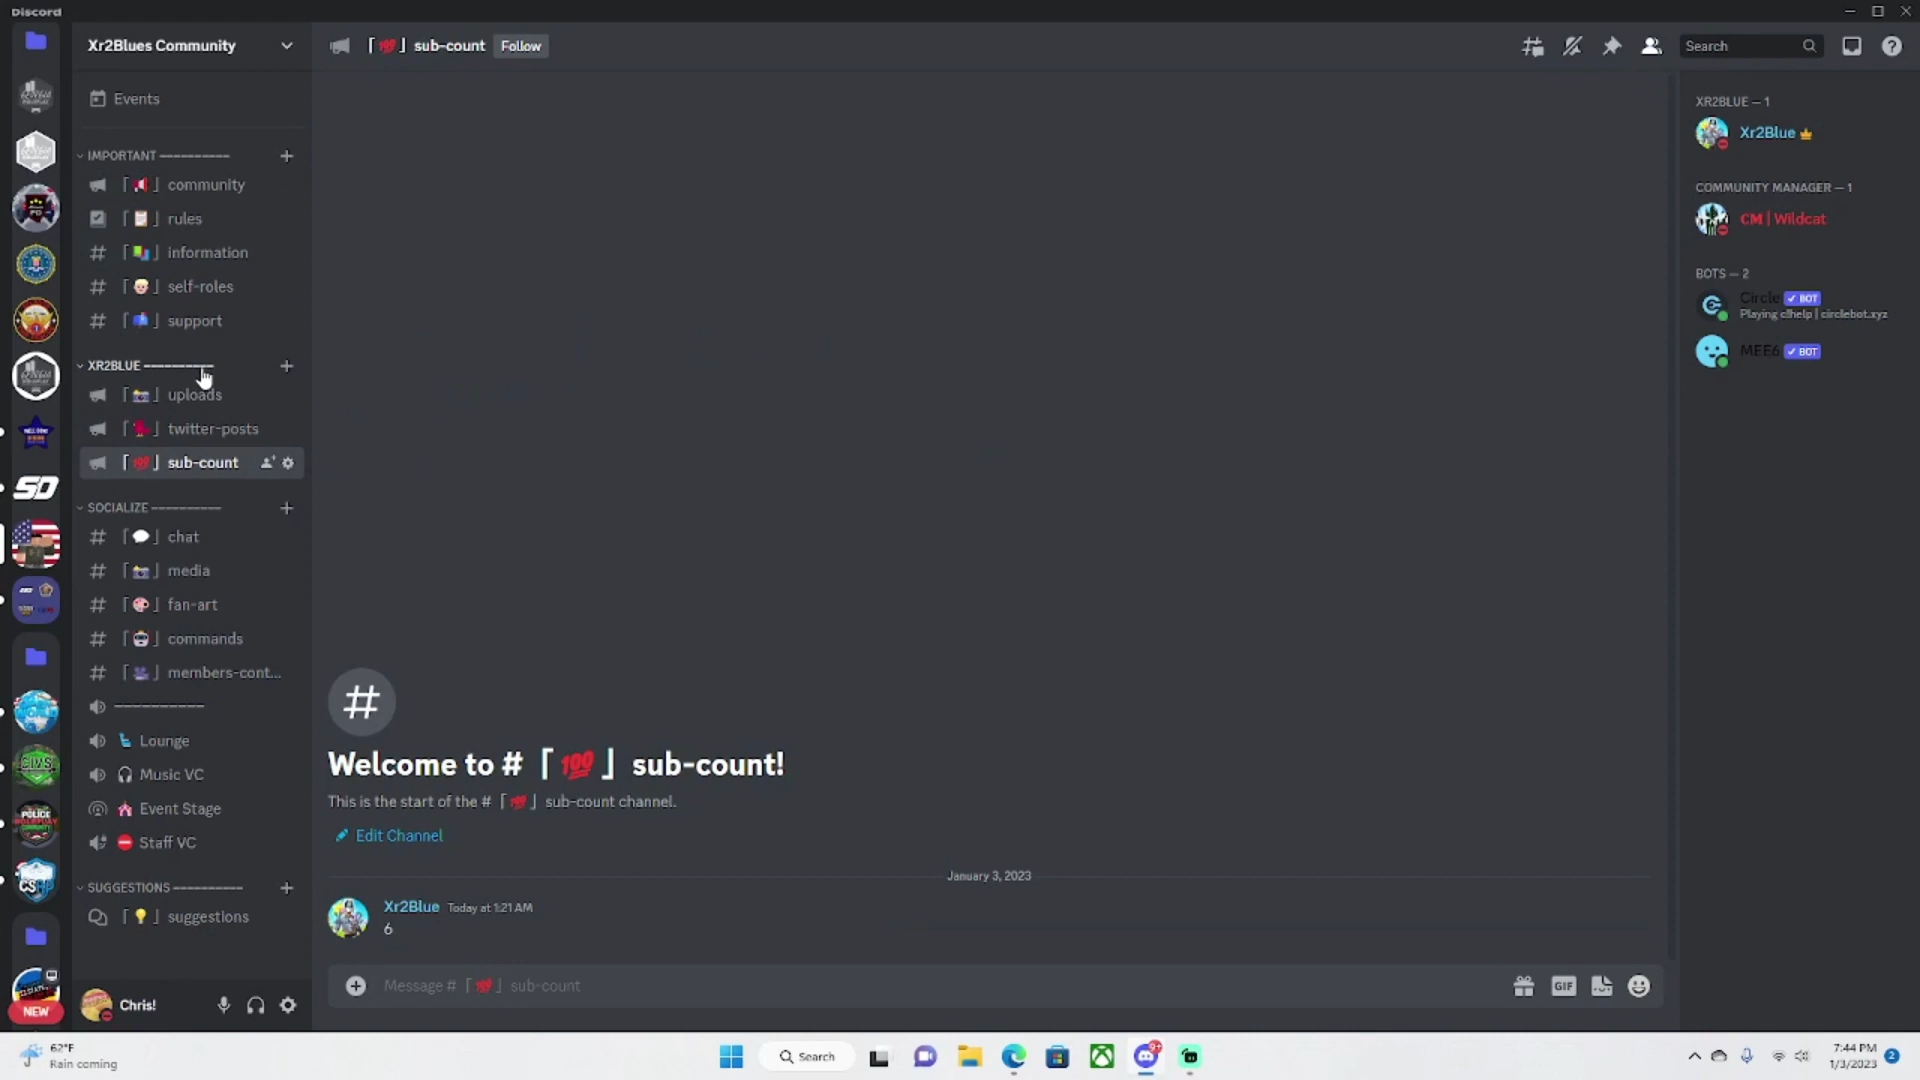 Discord
Xr2Blues Community
Events
IMPORTANT ----------
「📢」 community
「📋」 rules
「」 information
「」 self-roles
「📫」 support
XR2BLUE ----------
「📸」 uploads
「」 twitter-posts
「💯」 sub-count
SOCIALIZE ----------
「💬」 chat
「📸」 media
「🎨」 fan-art
「🤖」 commands
「👥」 members-cont...
----------
Lounge
Music VC
Event Stage
Staff VC
SUGGESTIONS ----------
「💡」 suggestions
NEW
Chris!
「💯」 sub-count
Follow
Search
Welcome to # 「💯」 sub-count!
This is the start of the # 「💯」 sub-count channel.
Edit Channel
January 3, 2023
Xr2Blue Today at 1:21 AM
6
Message # 「💯」 sub-count
GIF
XR2BLUE — 1
Xr2Blue
COMMUNITY MANAGER — 1
CM | Wildcat
BOTS — 2
Circle ✓ BOT
Playing c!help | circlebot.xyz
MEE6 ✓ BOT
SD
POLICE
62°F
Rain coming
Search
9+
7:44 PM
1/3/2023
2